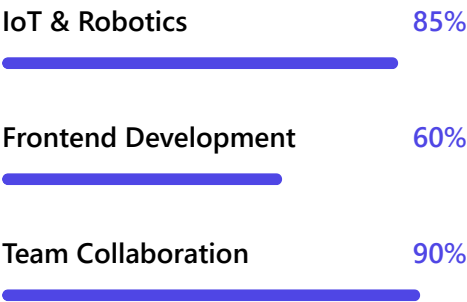 IoT & Robotics 85%
Frontend Development 60%
Team Collaboration 90%